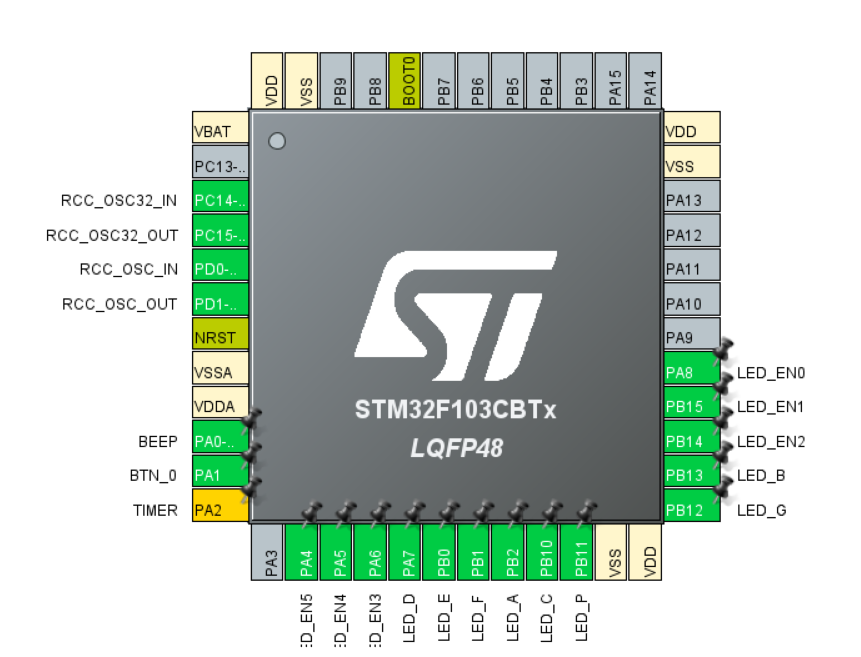 VDD
VSS
PB9
PB8
BOOT0
PB7
PB6
PB5
PB4
PB3
PA15
PA14
VBAT
PC13-..
RCC_OSC32_IN PC14-..
RCC_OSC32_OUT PC15-..
RCC_OSC_IN PD0-..
RCC_OSC_OUT PD1-..
NRST
VSSA
VDDA
BEEP PA0-..
BTN_0 PA1
TIMER PA2
STM32F103CBTx
LQFP48
VDD
VSS
PA13
PA12
PA11
PA10
PA9
PA8 LED_EN0
PB15 LED_EN1
PB14 LED_EN2
PB13 LED_B
PB12 LED_G
PA3
PA4
PA5
PA6
PA7
PB0
PB1
PB2
PB10
PB11
VSS
VDD
ED_EN5
ED_EN4
ED_EN3
LED_D
LED_E
LED_F
LED_A
LED_C
LED_P